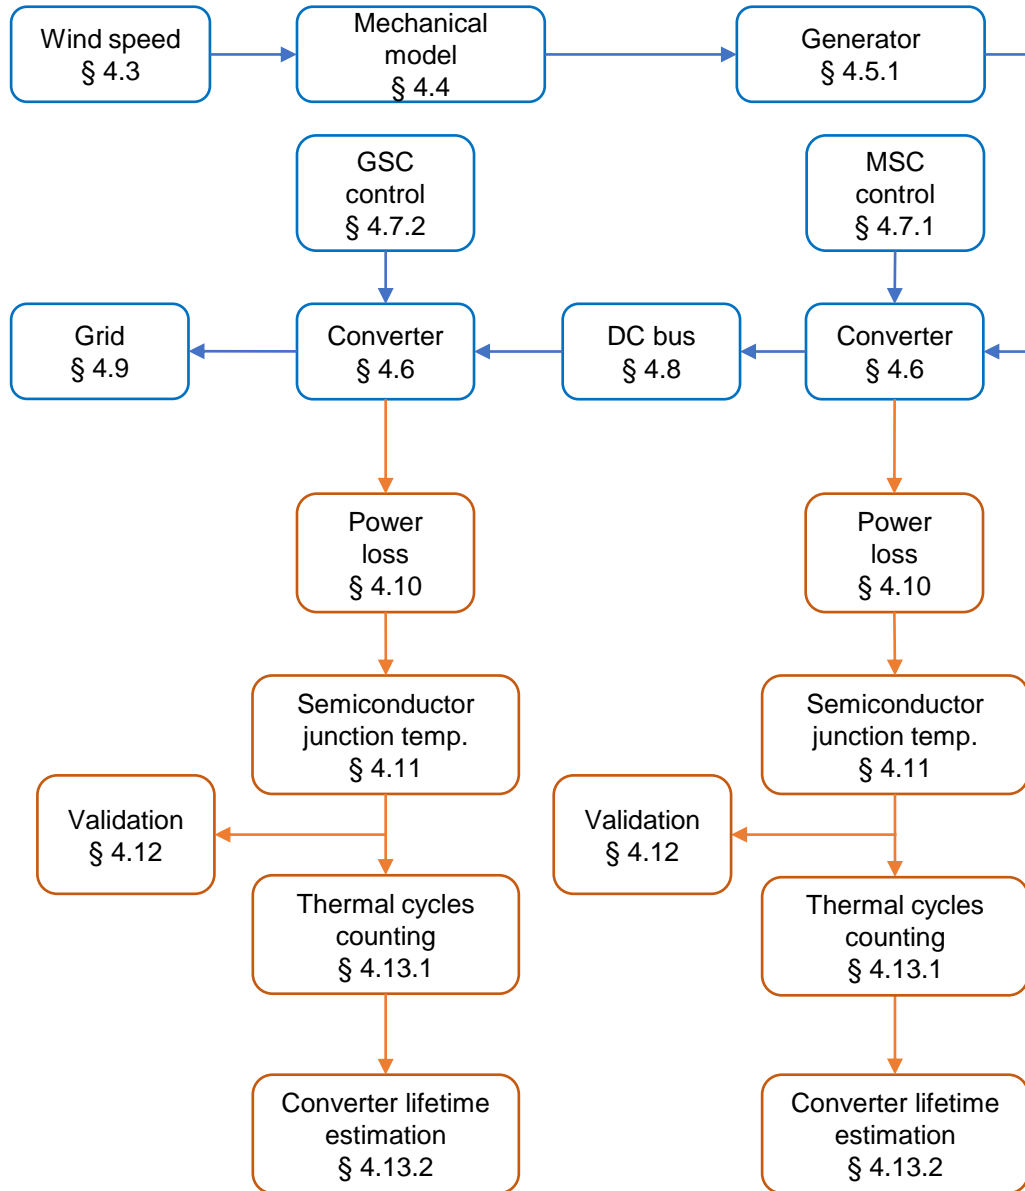 Wind speed
§ 4.3
Mechanical
model
§ 4.4
Generator
§ 4.5.1
GSC
control
§ 4.7.2
MSC
control
§ 4.7.1
Grid
§ 4.9
Converter
§ 4.6
DC bus
§ 4.8
Converter
§ 4.6
Power
loss
§ 4.10
Power
loss
§ 4.10
Semiconductor
junction temp.
§ 4.11
Semiconductor
junction temp.
§ 4.11
Validation
§ 4.12
Validation
§ 4.12
Thermal cycles
counting
§ 4.13.1
Thermal cycles
counting
§ 4.13.1
Converter lifetime
estimation
§ 4.13.2
Converter lifetime
estimation
§ 4.13.2